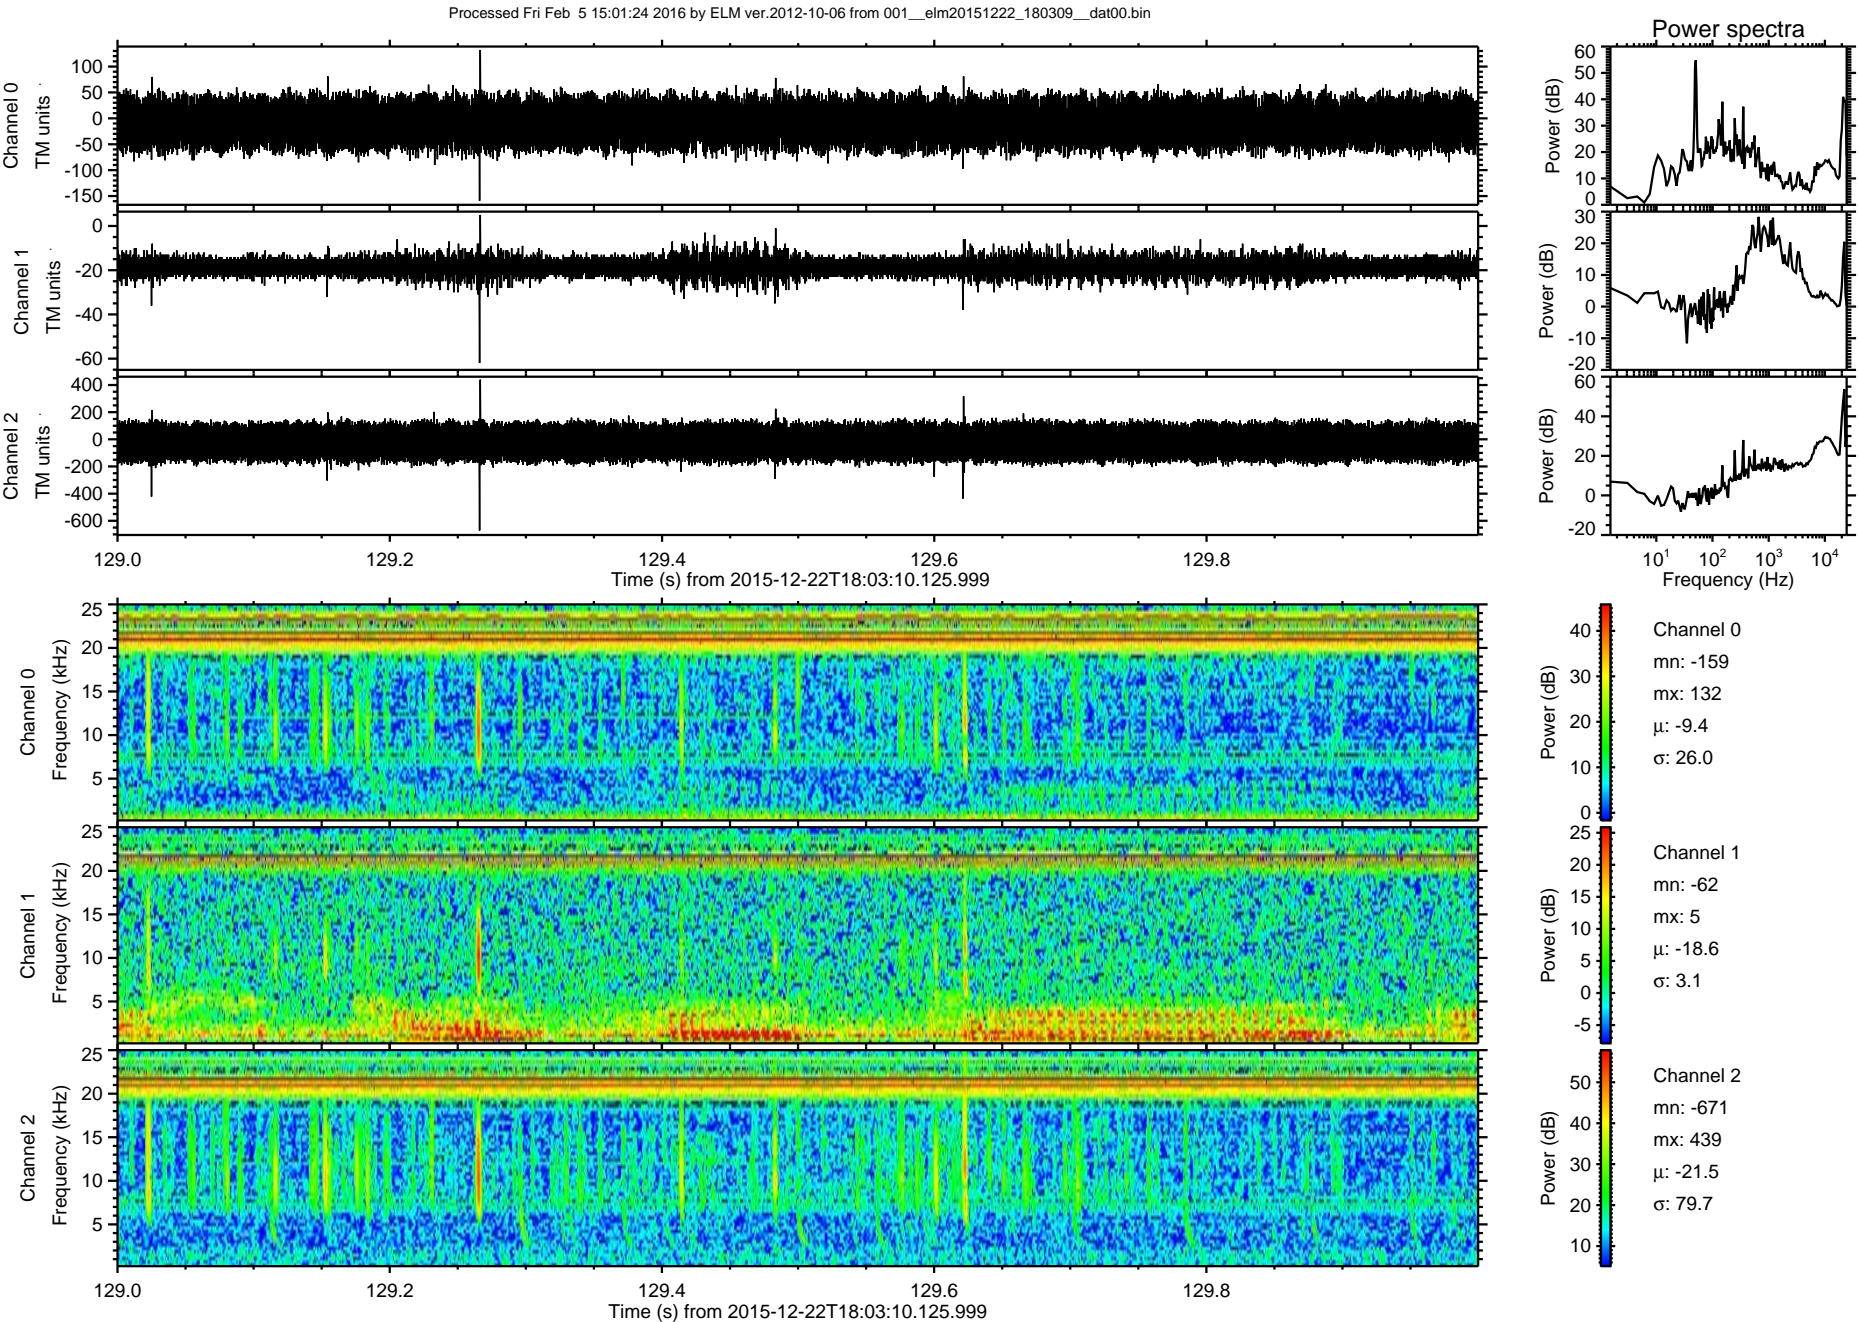 Processed Fri Feb  5 15:01:24 2016 by ELM ver.2012-10-06 from 001__elm20151222_180309__dat00.bin
Power spectra
Channel 0
TM units
100
50
0
-50
-100
-150
Power (dB)
60
50
40
30
20
10
0
Channel 1
TM units
0
-20
-40
-60
Power (dB)
30
20
10
0
-10
-20
Channel 2
TM units
400
200
0
-200
-400
-600
Power (dB)
60
40
20
0
-20
129.0 129.2 129.4 129.6 129.8
Time (s) from 2015-12-22T18:03:10.125.999
10^1 10^2 10^3 10^4
Frequency (Hz)
Channel 0
Frequency (kHz)
25
20
15
10
5
Power (dB)
40
30
20
10
0
Channel 0
mn: -159
mx: 132
μ: -9.4
σ: 26.0
Channel 1
Frequency (kHz)
25
20
15
10
5
Power (dB)
25
20
15
10
5
0
-5
Channel 1
mn: -62
mx: 5
μ: -18.6
σ: 3.1
Channel 2
Frequency (kHz)
25
20
15
10
5
Power (dB)
50
40
30
20
10
Channel 2
mn: -671
mx: 439
μ: -21.5
σ: 79.7
129.0 129.2 129.4 129.6 129.8
Time (s) from 2015-12-22T18:03:10.125.999